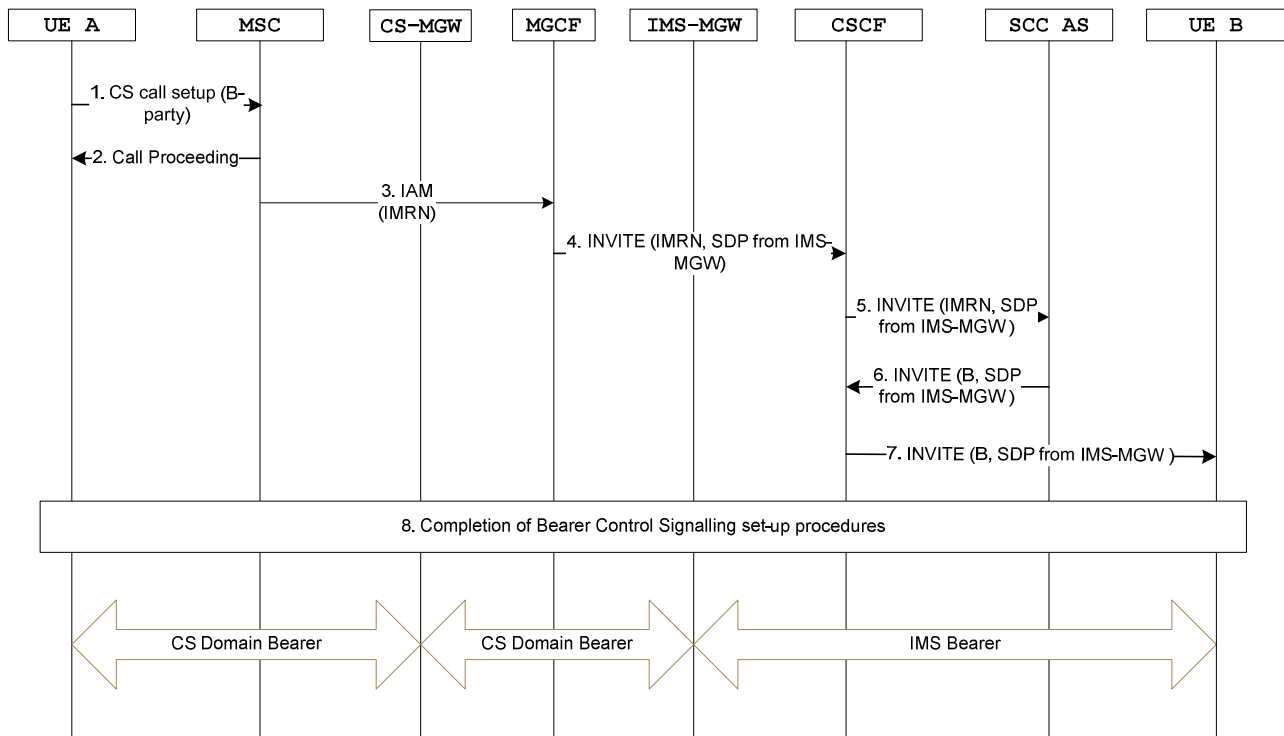 UE A
MSC
CS-MGW
MGCF
IMS-MGW
CSCF
SCC AS
UE B
1. CS call setup (B-
party)
2. Call Proceeding
3. IAM
(IMRN)
4. INVITE (IMRN, SDP from IMS-
MGW)
5. INVITE (IMRN, SDP
from IMS-MGW)
6. INVITE (B, SDP
from IMS-MGW)
7. INVITE (B, SDP from IMS-MGW)
8. Completion of Bearer Control Signalling set-up procedures
CS Domain Bearer
CS Domain Bearer
IMS Bearer